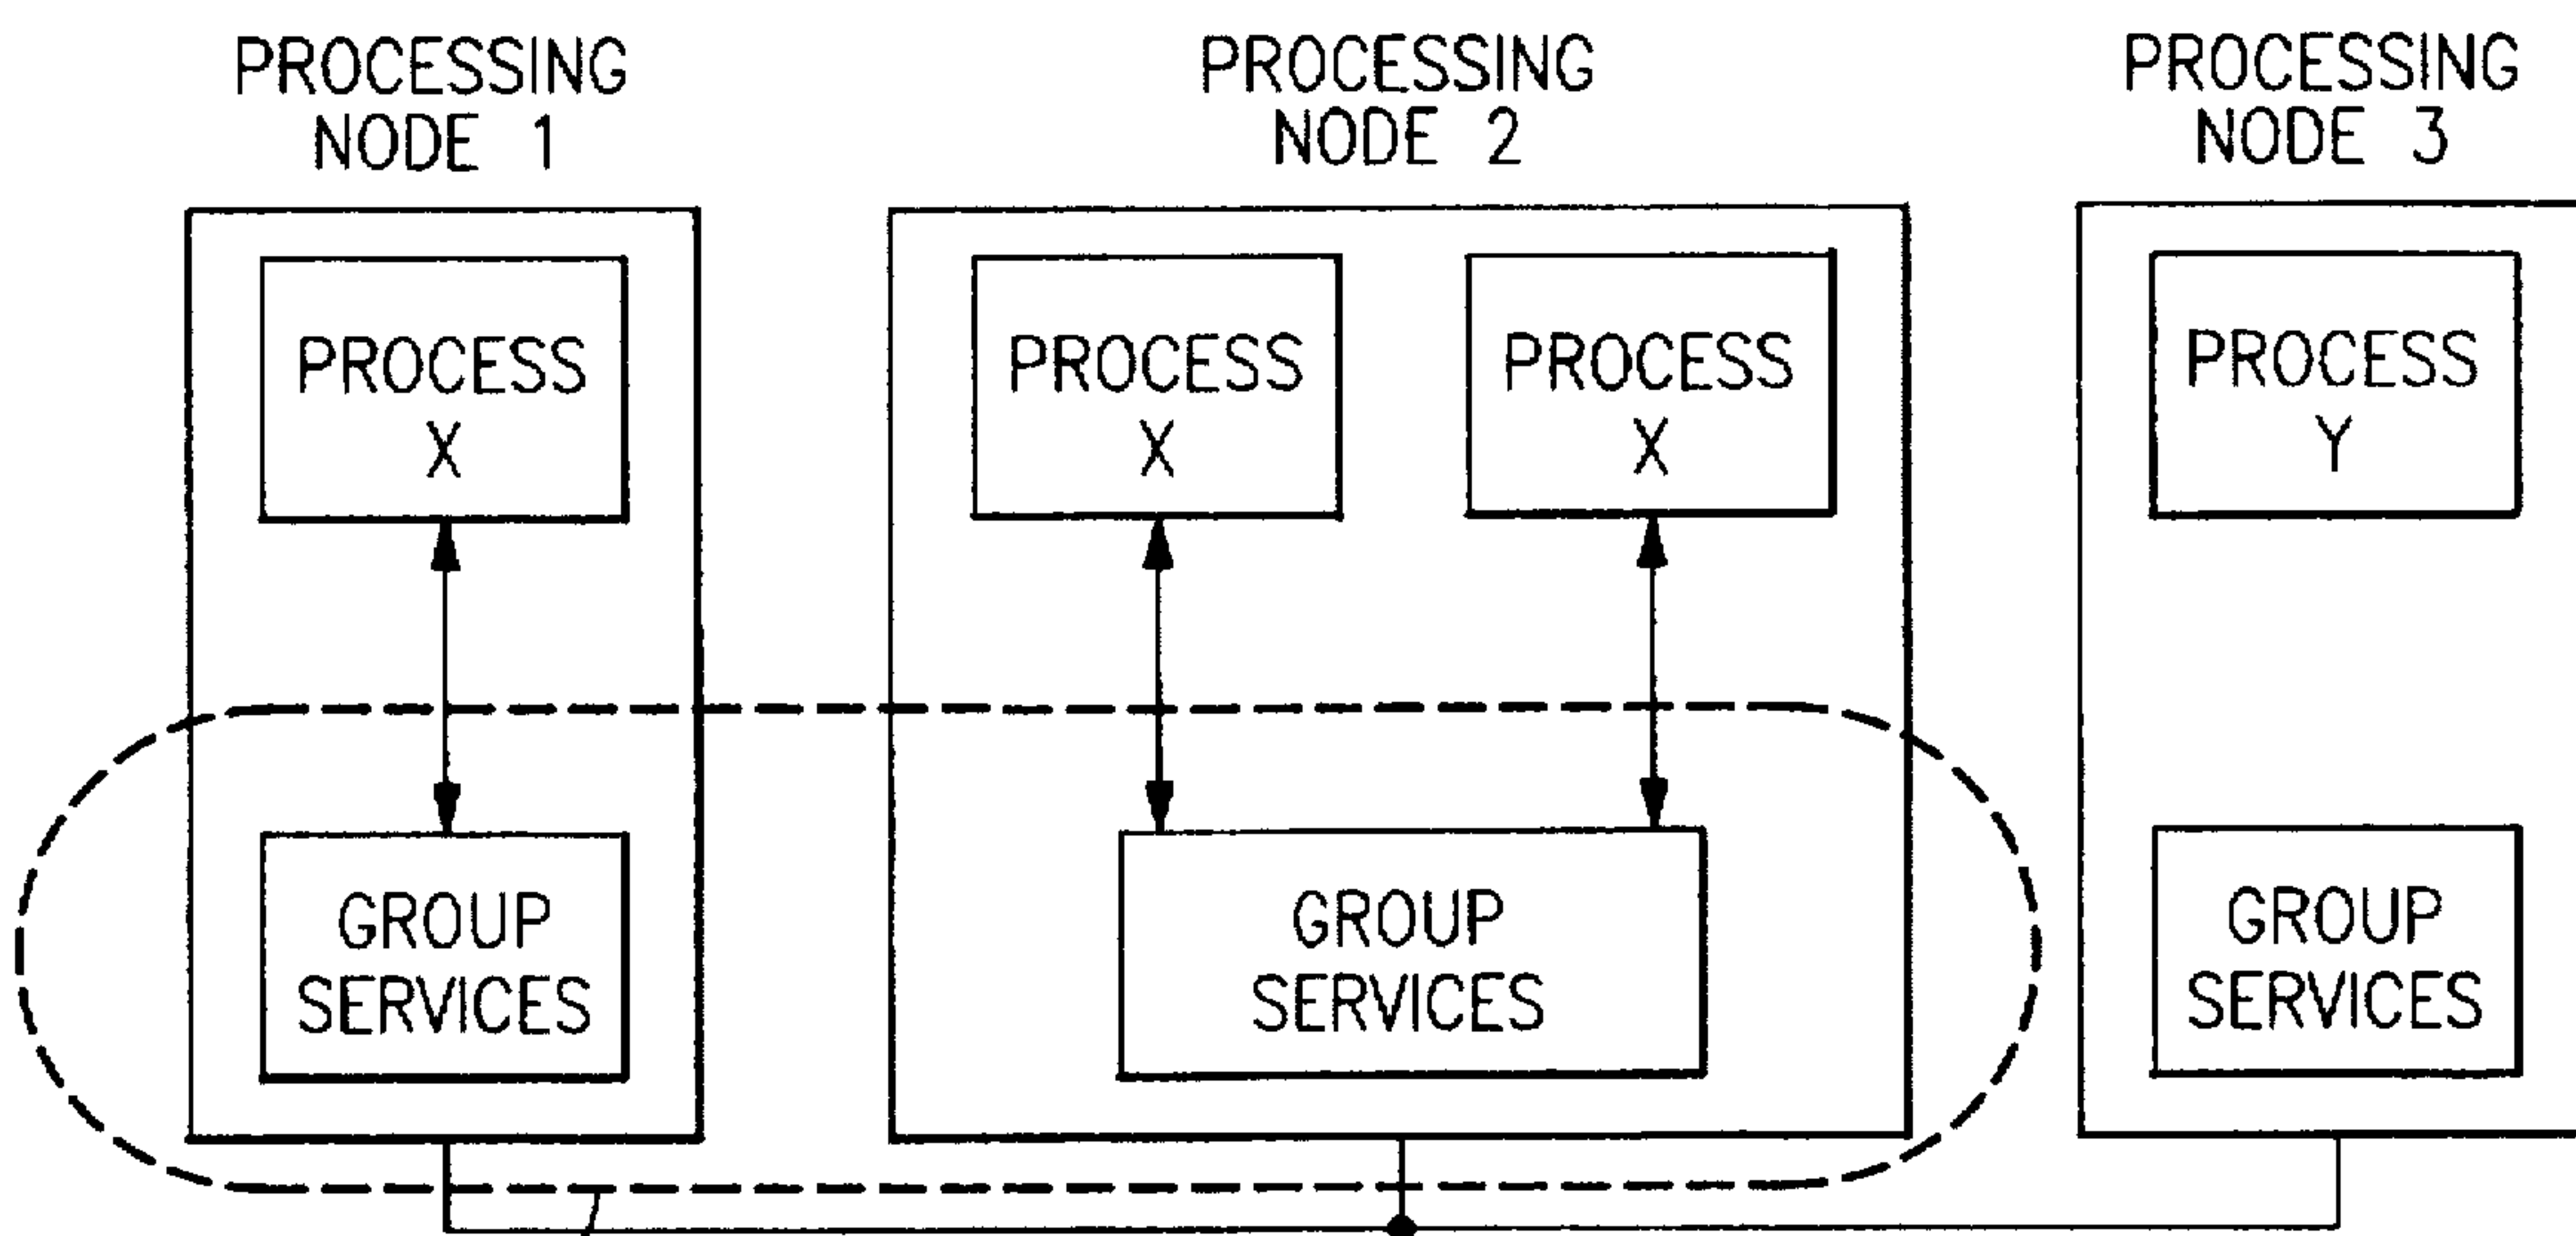 PROCESSING
NODE 1
PROCESSING
NODE 2
PROCESSING
NODE 3
PROCESS
X
PROCESS
X
PROCESS
X
PROCESS
Y
GROUP
SERVICES
GROUP
SERVICES
GROUP
SERVICES